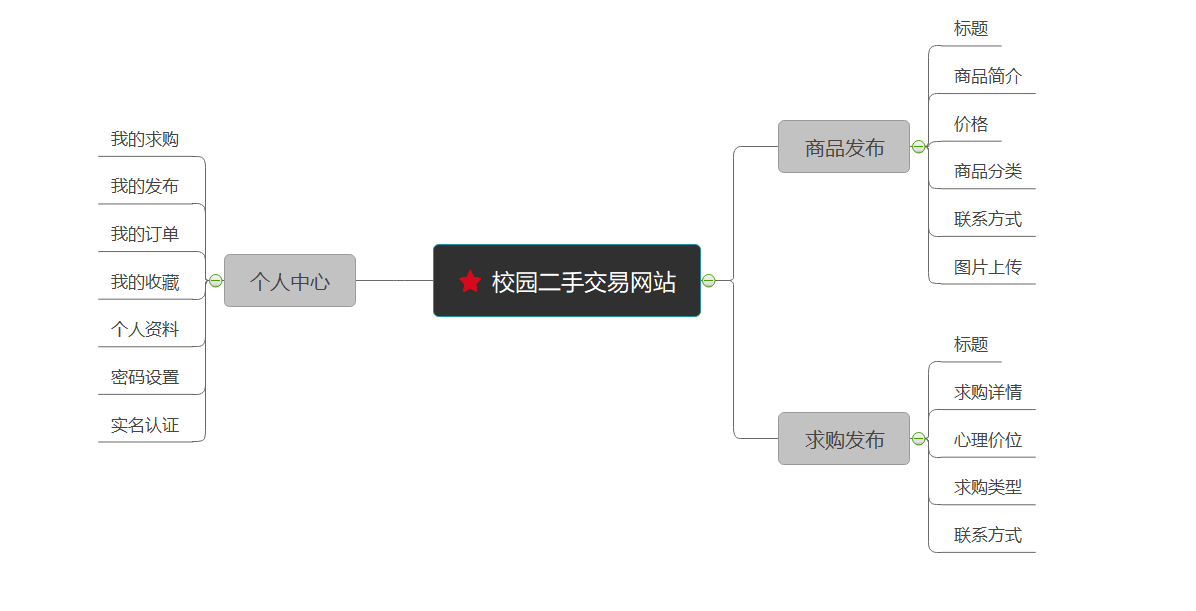 校园二手交易网站
商品发布
标题
商品简介
价格
商品分类
联系方式
图片上传
求购发布
标题
求购详情
心理价位
求购类型
联系方式
个人中心
我的求购
我的发布
我的订单
我的收藏
个人资料
密码设置
实名认证